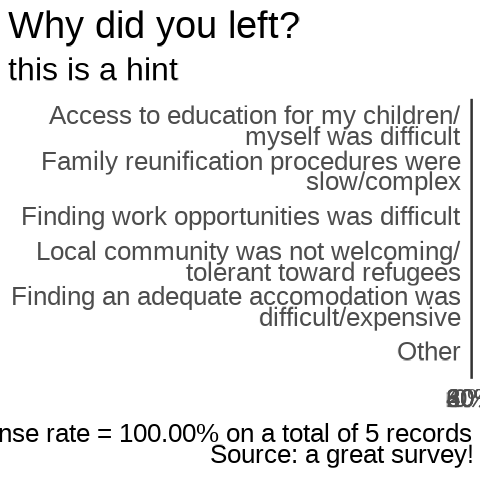 Why did you left?
this is a hint
Access to education for my children/
myself was difficult
Family reunification procedures were
slow/complex
Finding work opportunities was difficult
Local community was not welcoming/
tolerant toward refugees
Finding an adequate accomodation was
difficult/expensive
Other
rate = 100.00% on a total of 5 records
Source: a great survey!